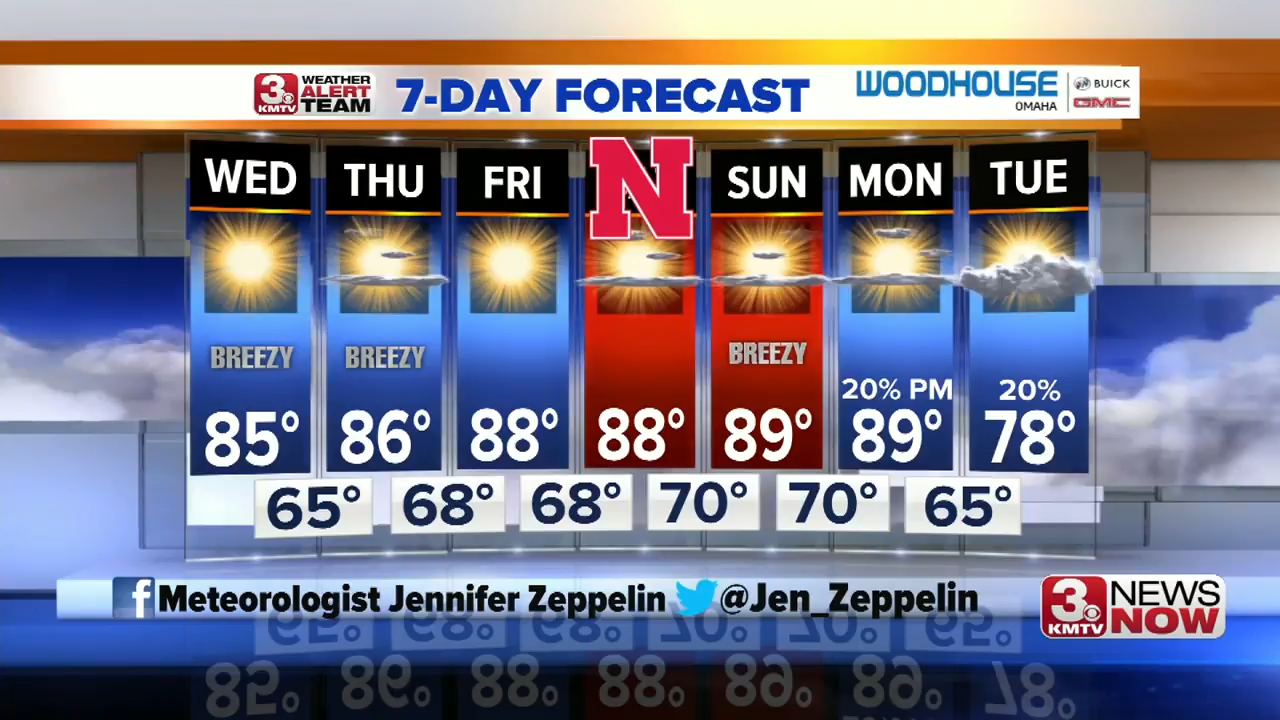 3 KMTV WEATHER ALERT TEAM 7-DAY FORECAST WOODHOUSE OMAHA BUICK GMC
WED THU FRI N SUN MON TUE
BREEZY BREEZY BREEZY
20% PM 20%
85° 86° 88° 88° 89° 89° 78°
65° 68° 68° 70° 70° 65°
f Meteorologist Jennifer Zeppelin @Jen_Zeppelin
3 KMTV NEWS NOW